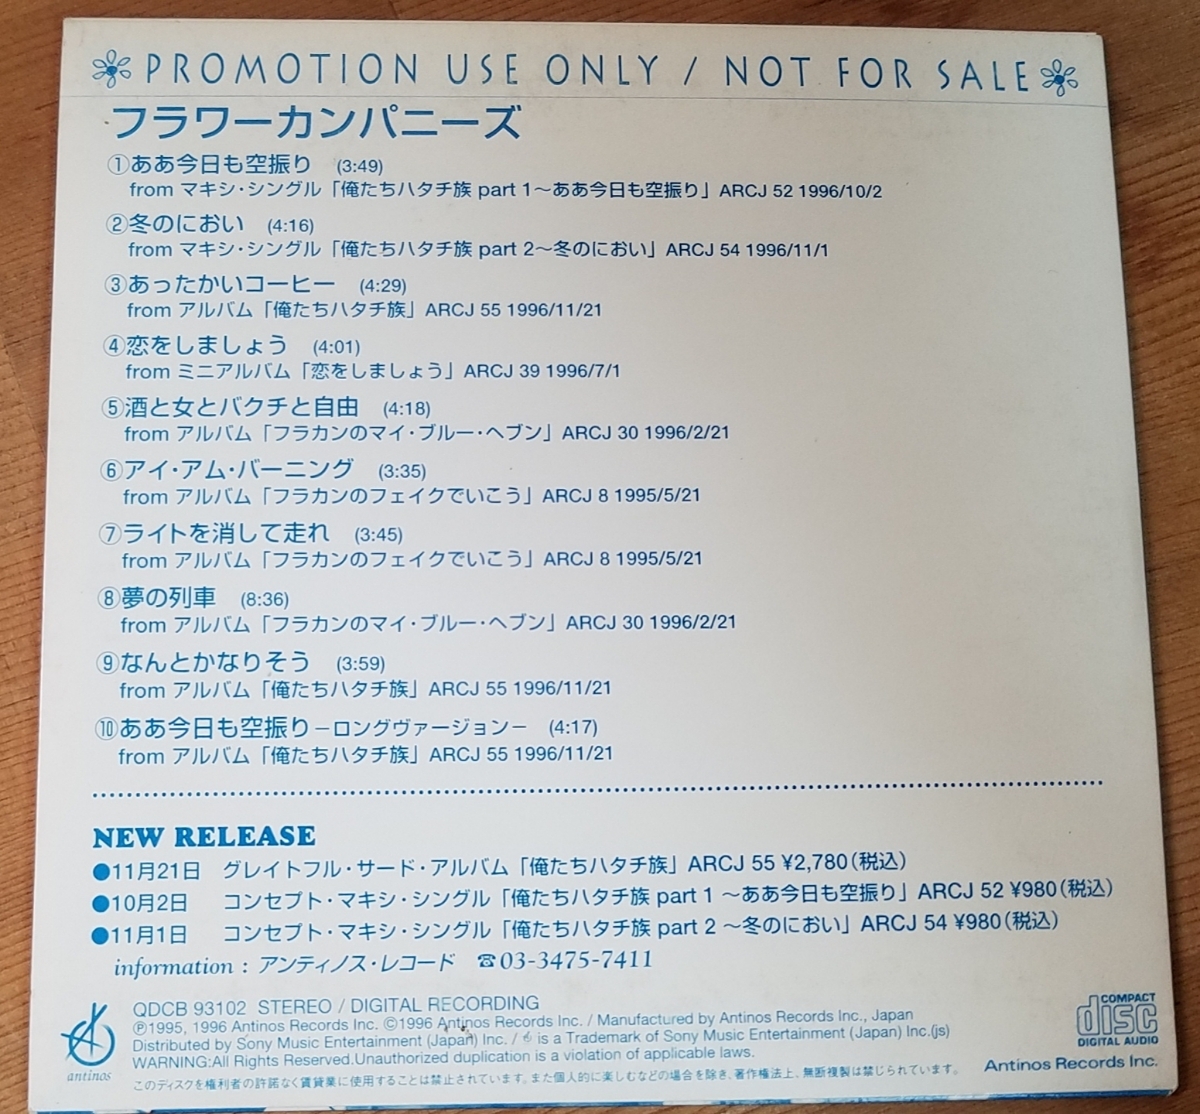 PROMOTION USE ONLY / NOT FOR SALE
フラワーカンパニーズ
①ああ今日も空振り (3:49)
from マキシ・シングル「俺たちハタチ族 part 1～ああ今日も空振り」ARCJ 52 1996/10/2
②冬のにおい (4:16)
from マキシ・シングル「俺たちハタチ族 part 2～冬のにおい」ARCJ 54 1996/11/1
③あったかいコーヒー (4:29)
from アルバム「俺たちハタチ族」ARCJ 55 1996/11/21
④恋をしましょう (4:01)
from ミニアルバム「恋をしましょう」ARCJ 39 1996/7/1
⑤酒と女とバクチと自由 (4:18)
from アルバム「フラカンのマイ・ブルー・ヘブン」ARCJ 30 1996/2/21
⑥アイ・アム・バーニング (3:35)
from アルバム「フラカンのフェイクでいこう」ARCJ 8 1995/5/21
⑦ライトを消して走れ (3:45)
from アルバム「フラカンのフェイクでいこう」ARCJ 8 1995/5/21
⑧夢の列車 (8:36)
from アルバム「フラカンのマイ・ブルー・ヘブン」ARCJ 30 1996/2/21
⑨なんとかなりそう (3:59)
from アルバム「俺たちハタチ族」ARCJ 55 1996/11/21
⑩ああ今日も空振り－ロングヴァージョン－ (4:17)
from アルバム「俺たちハタチ族」ARCJ 55 1996/11/21
NEW RELEASE
●11月21日 グレイトフル・サード・アルバム「俺たちハタチ族」ARCJ 55 ¥2,780(税込)
●10月2日 コンセプト・マキシ・シングル「俺たちハタチ族 part 1 ～ああ今日も空振り」ARCJ 52 ¥980(税込)
●11月1日 コンセプト・マキシ・シングル「俺たちハタチ族 part 2 ～冬のにおい」ARCJ 54 ¥980(税込)
information : アンティノス・レコード ☎03-3475-7411
QDCB 93102 STEREO / DIGITAL RECORDING
Ⓟ1995, 1996 Antinos Records Inc. ©1996 Antinos Records Inc. / Manufactured by Antinos Records Inc., Japan
Distributed by Sony Music Entertainment (Japan) Inc. / is a Trademark of Sony Music Entertainment (Japan) Inc.(js)
WARNING:All Rights Reserved.Unauthorized duplication is a violation of applicable laws.
このディスクを権利者の許諾なく賃貸業に使用することは禁止されています。また個人的に楽しむなどの場合を除き、著作権法上、無断複製は禁じられています。
antinos
COMPACT
disc
DIGITAL AUDIO
Antinos Records Inc.